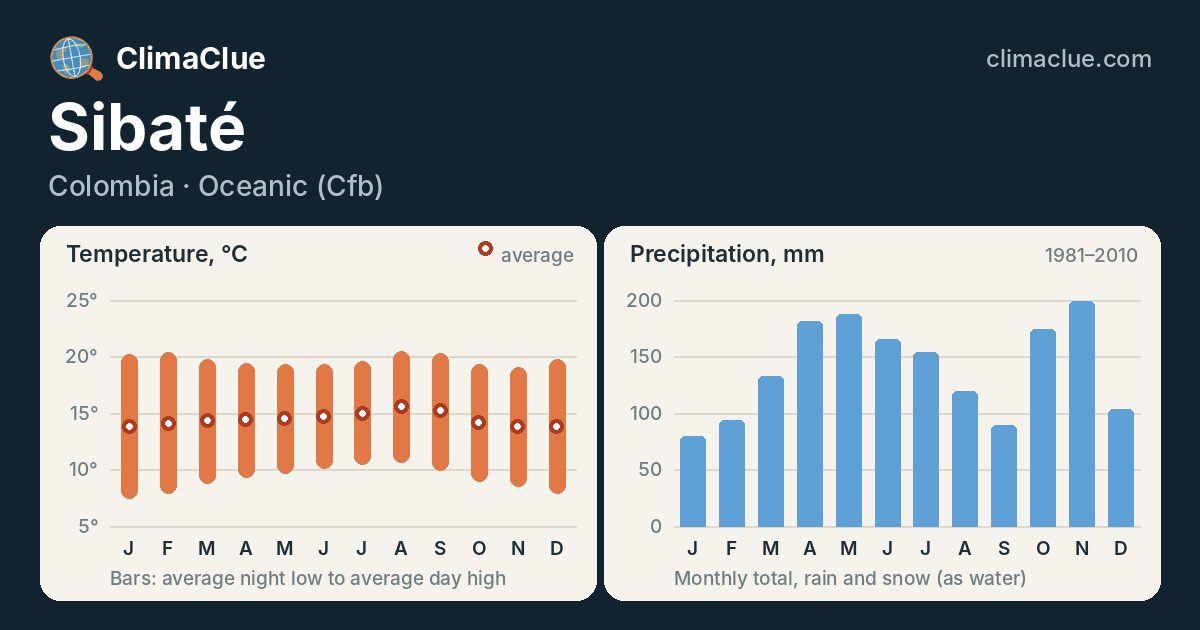 ClimaClue
climaclue.com
Sibaté
Colombia · Oceanic (Cfb)
Temperature, °C
average
25°
20°
15°
10°
5°
J F M A M J J A S O N D
Bars: average night low to average day high
Precipitation, mm
1981–2010
200
150
100
50
0
J F M A M J J A S O N D
Monthly total, rain and snow (as water)